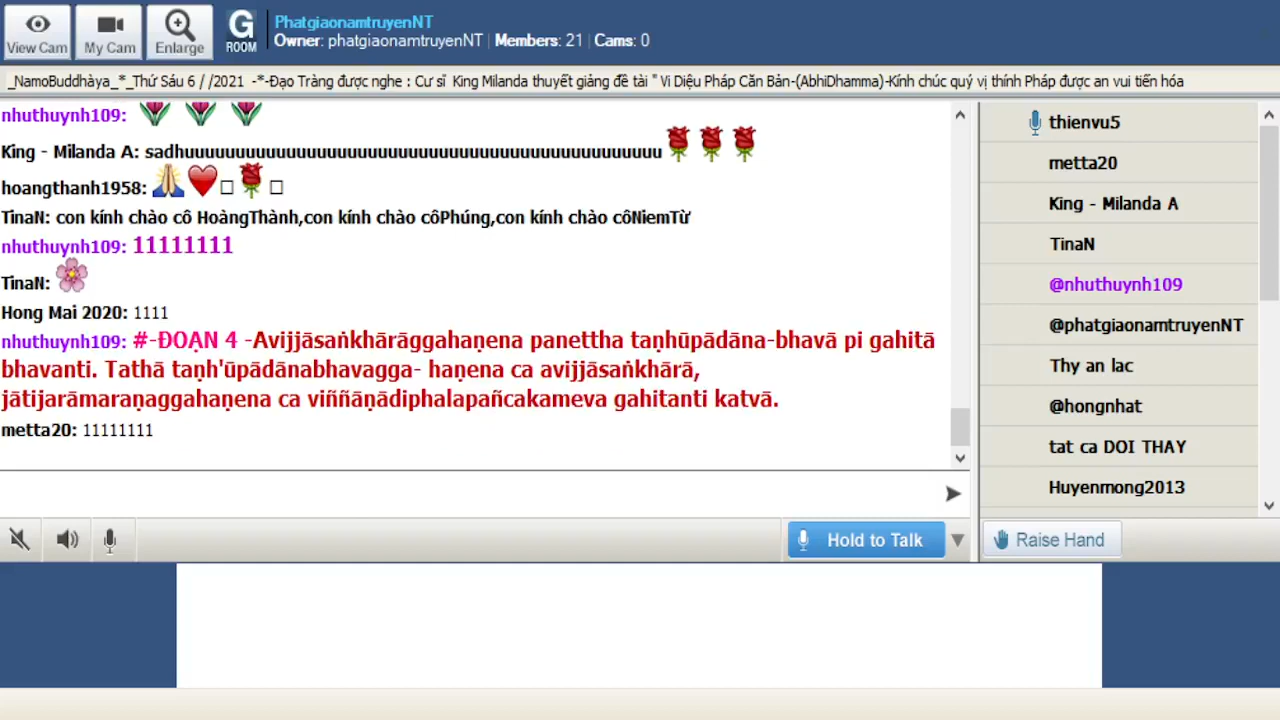 View Cam
My Cam
Enlarge
G
ROOM
PhatgiaonamtruyenNT
Owner: phatgiaonamtruyenNT | Members: 21 | Cams: 0
_NamoBuddhàya_*_Thứ Sáu 6 / /2021 -*-Đạo Tràng được nghe : Cư sĩ King Milanda thuyết giảng đề tài " Vi Diệu Pháp Căn Bản-(AbhiDhamma)-Kính chúc quý vị thính Pháp được an vui tiến hóa
nhuthuynh109:
King - Milanda A: sadhuuuuuuuuuuuuuuuuuuuuuuuuuuuuuuuuuuuuuuuuuuuuuuuuu
hoangthanh1958:
TinaN: con kính chào cô HoàngThành,con kính chào côPhúng,con kính chào côNiemTừ
nhuthuynh109: 11111111
TinaN:
Hong Mai 2020: 1111
nhuthuynh109: #-ĐOẠN 4 -Avijjāsaṅkhārāggahaṇena panettha taṇhūpādāna-bhavā pi gahitā
bhavanti. Tathā taṇh'ūpādānabhavagga- haṇena ca avijjāsaṅkhārā,
jātijarāmaraṇaggahaṇena ca viññāṇādiphalapañcakameva gahitanti katvā.
metta20: 11111111
Hold to Talk
thienvu5
metta20
King - Milanda A
TinaN
@nhuthuynh109
@phatgiaonamtruyenNT
Thy an lac
@hongnhat
tat ca DOI THAY
Huyenmong2013
Raise Hand